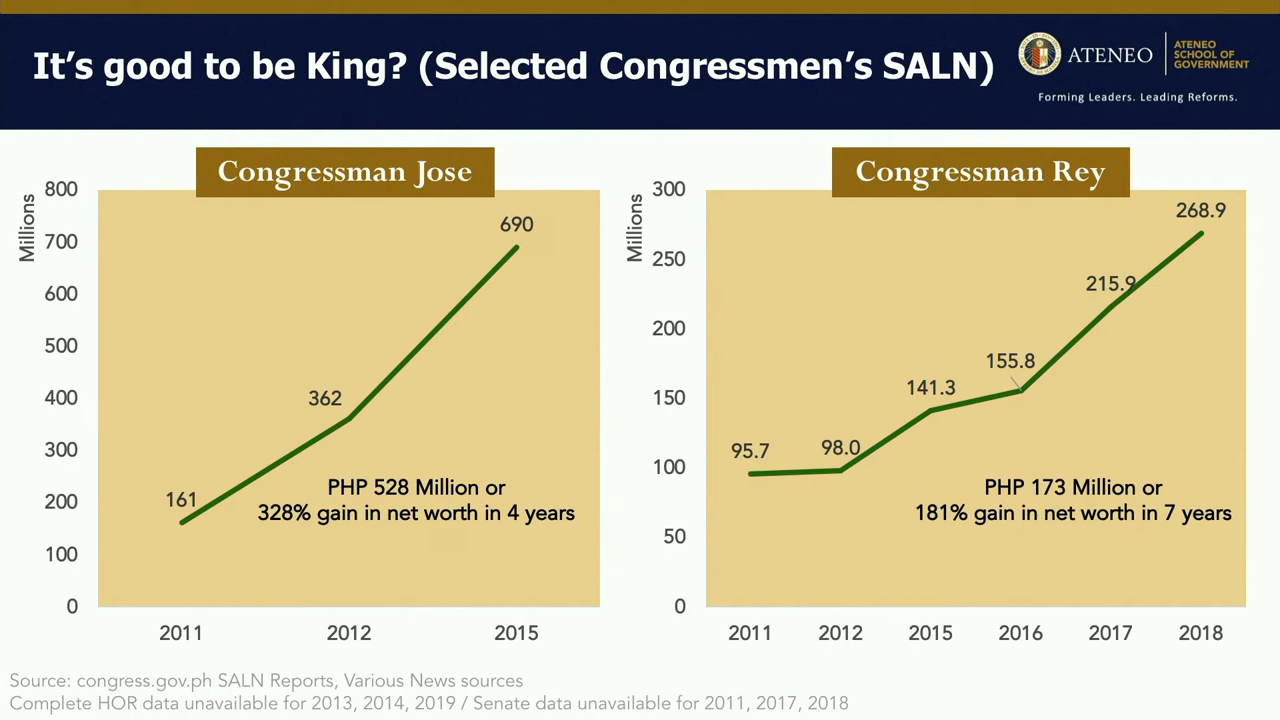 It's good to be King? (Selected Congressmen's SALN)
ATENEO
ATENEO
SCHOOL OF
GOVERNMENT
Forming Leaders. Leading Reforms.
Congressman Jose
Millions
800
700
600
500
400
300
200
100
0
161
362
690
PHP 528 Million or
328% gain in net worth in 4 years
2011 2012 2015
Congressman Rey
Millions
300
250
200
150
100
50
0
95.7
98.0
141.3
155.8
215.9
268.9
PHP 173 Million or
181% gain in net worth in 7 years
2011 2012 2015 2016 2017 2018
Source: congress.gov.ph SALN Reports, Various News sources
Complete HOR data unavailable for 2013, 2014, 2019 / Senate data unavailable for 2011, 2017, 2018